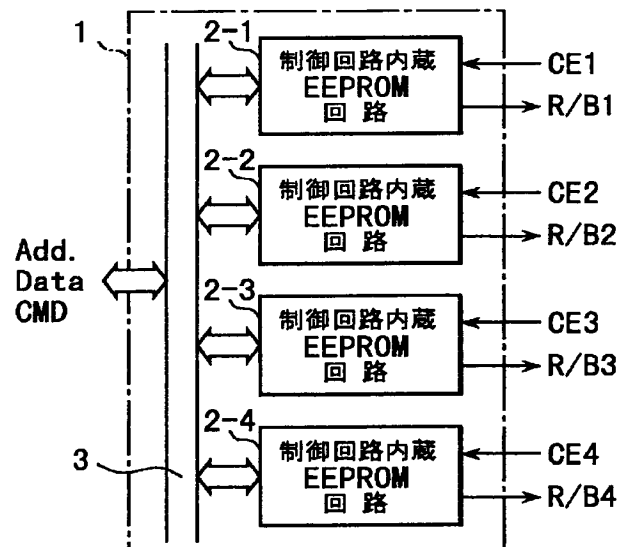 1
2-1
制御回路内蔵
EEPROM
回路
CE1
R/B1
2-2
制御回路内蔵
EEPROM
回路
CE2
R/B2
Add.
Data
CMD
2-3
制御回路内蔵
EEPROM
回路
CE3
R/B3
3
2-4
制御回路内蔵
EEPROM
回路
CE4
R/B4